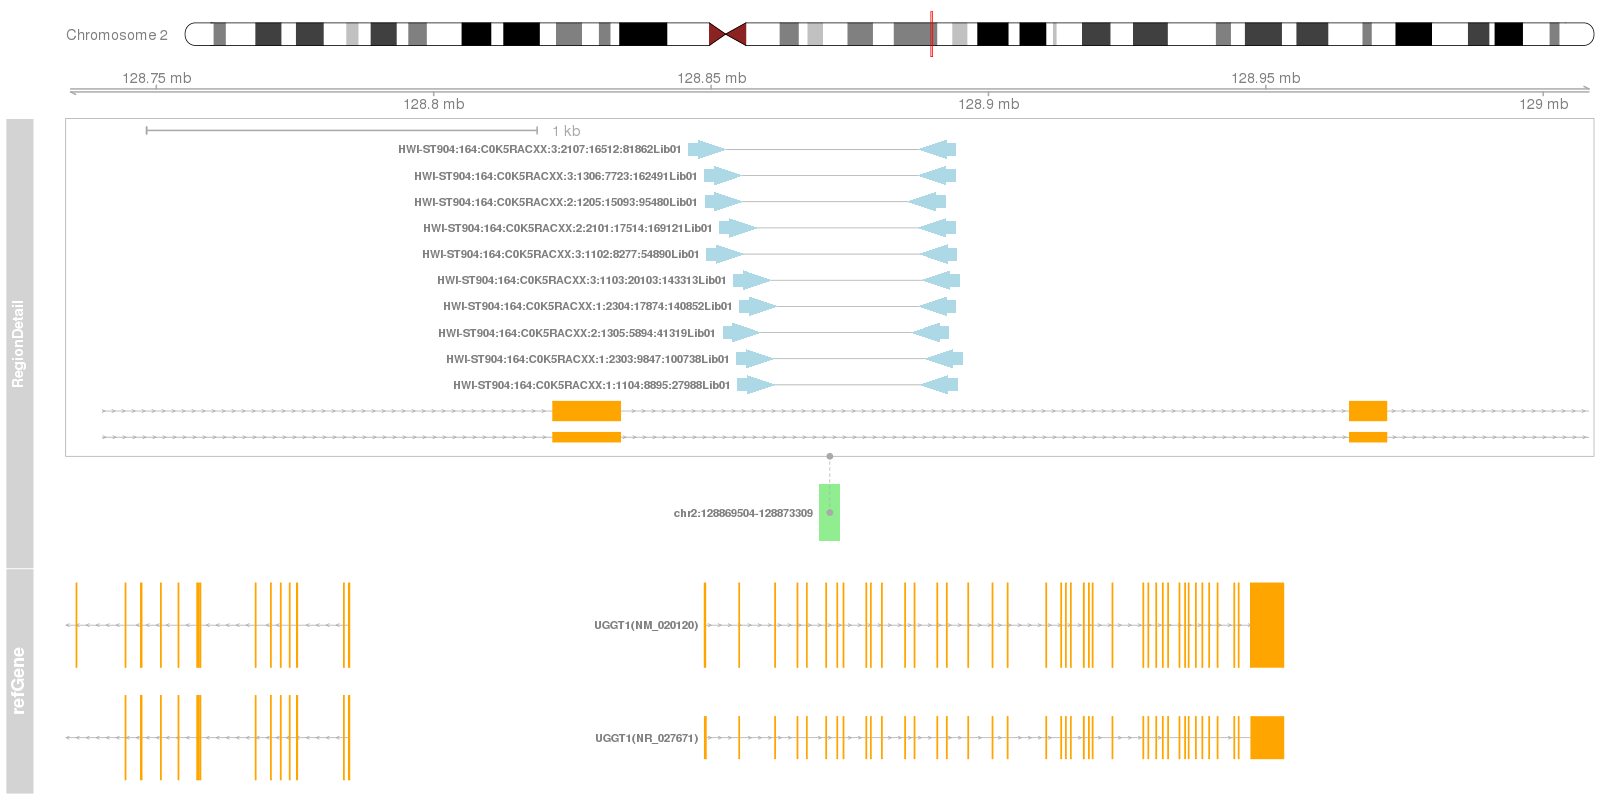 Chromosome 2
128.75 mb
128.85 mb
128.95 mb
128.8 mb
128.9 mb
129 mb
RegionDetail
1 kb
HWI-ST904:164:C0K5RACXX:3:2107:16512:81862Lib01
HWI-ST904:164:C0K5RACXX:3:1306:7723:162491Lib01
HWI-ST904:164:C0K5RACXX:2:1205:15093:95480Lib01
HWI-ST904:164:C0K5RACXX:2:2101:17514:169121Lib01
HWI-ST904:164:C0K5RACXX:3:1102:8277:54890Lib01
HWI-ST904:164:C0K5RACXX:3:1103:20103:143313Lib01
HWI-ST904:164:C0K5RACXX:1:2304:17874:140852Lib01
HWI-ST904:164:C0K5RACXX:2:1305:5894:41319Lib01
HWI-ST904:164:C0K5RACXX:1:2303:9847:100738Lib01
HWI-ST904:164:C0K5RACXX:1:1104:8895:27988Lib01
chr2:128869504-128873309
refGene
UGGT1(NM_020120)
UGGT1(NR_027671)